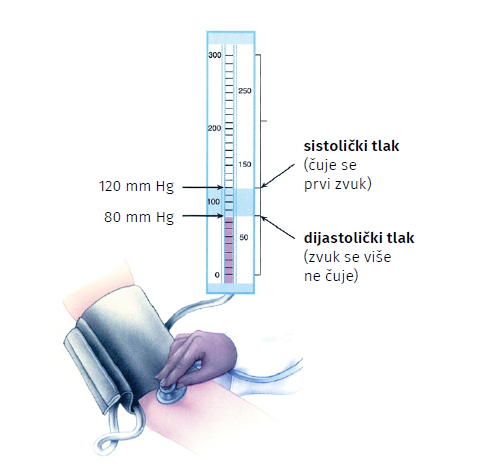 300
250
200
150
100
50
0
120 mm Hg
80 mm Hg
sistolički tlak
(čuje se
prvi zvuk)
dijastolički tlak
(zvuk se više
ne čuje)